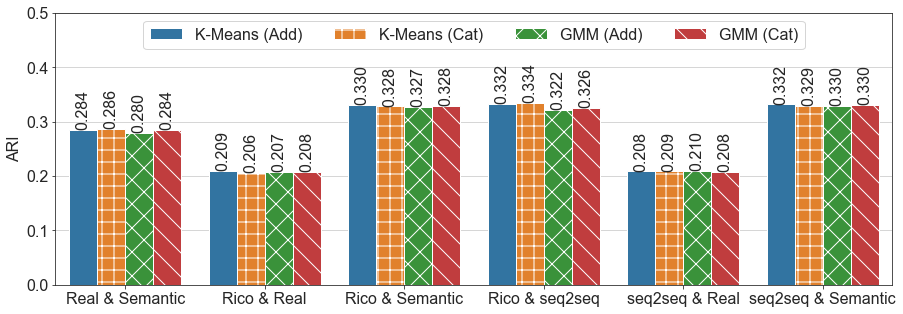 K-Means (Add) K-Means (Cat) GMM (Add) GMM (Cat)
ARI
0.5
0.4
0.3
0.2
0.1
0.0
0.284 0.286 0.280 0.284
0.209 0.206 0.207 0.208
0.330 0.328 0.327 0.328
0.332 0.334 0.322 0.326
0.208 0.209 0.210 0.208
0.332 0.329 0.330 0.330
Real & Semantic Rico & Real Rico & Semantic Rico & seq2seq seq2seq & Real seq2seq & Semantic